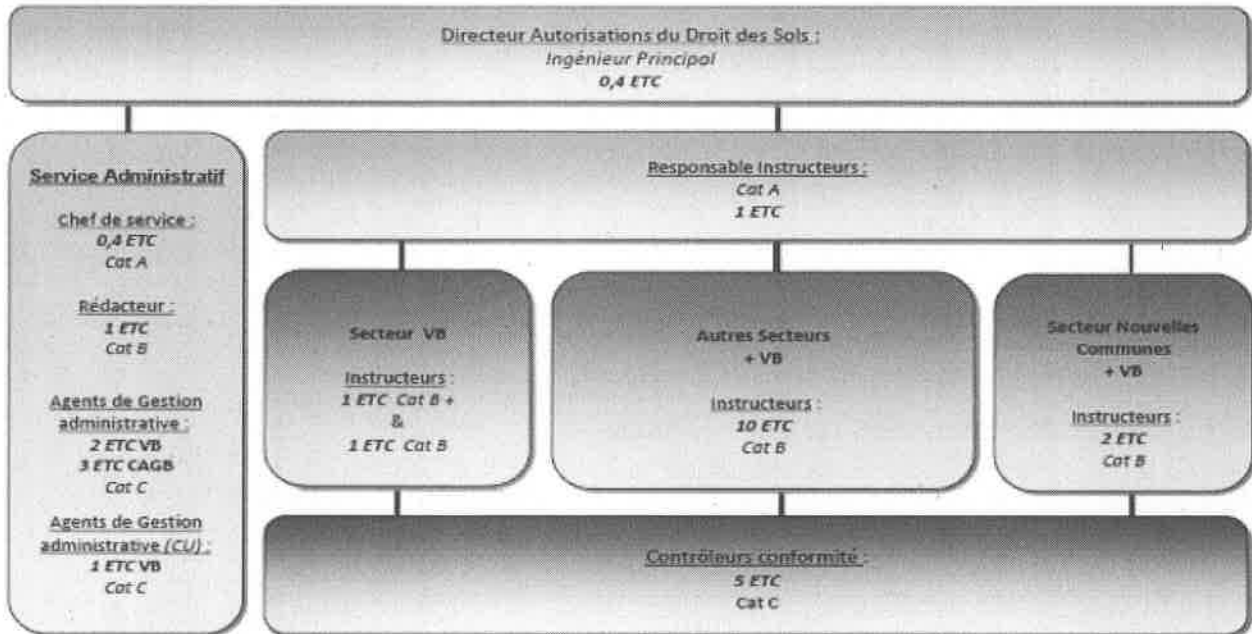 Directeur Autorisations du Droit des Sols :
Ingénieur Principal
0,4 ETC
Service Administratif
Chef de service :
0,4 ETC
Cat A
Rédacteur :
1 ETC
Cat B
Agents de Gestion
administrative :
2 ETC VB
3 ETC CAGB
Cat C
Agents de Gestion
administrative (CU) :
1 ETC VB
Cat C
Responsable Instructeurs :
Cat A
1 ETC
Secteur VB
Instructeurs :
1 ETC Cat B +
&
1 ETC Cat B
Autres Secteurs
+ VB
Instructeurs :
10 ETC
Cat B
Secteur Nouvelles
Communes
+ VB
Instructeurs :
2 ETC
Cat B
Contrôleurs conformité :
5 ETC
Cat C